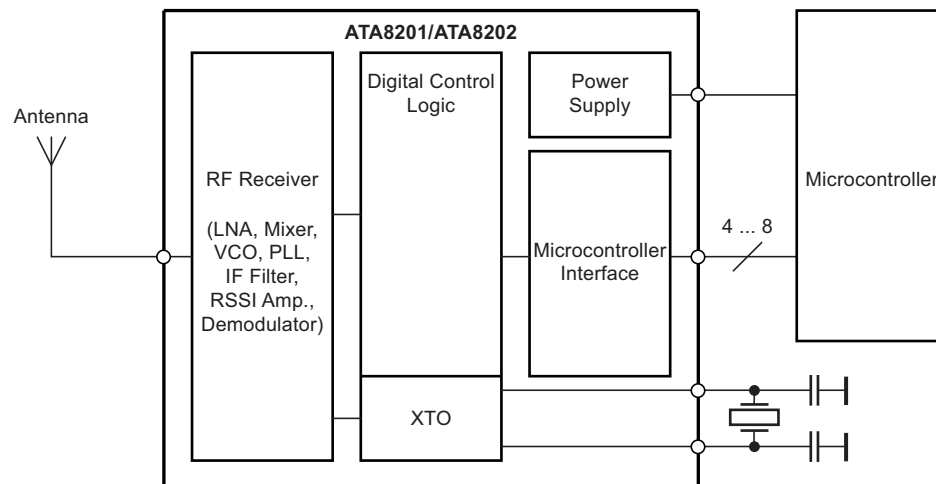 ATA8201/ATA8202
Antenna
RF Receiver
(LNA, Mixer,
VCO, PLL,
IF Filter,
RSSI Amp.,
Demodulator)
Digital Control
Logic
XTO
Power
Supply
Microcontroller
Interface
4 ... 8
Microcontroller